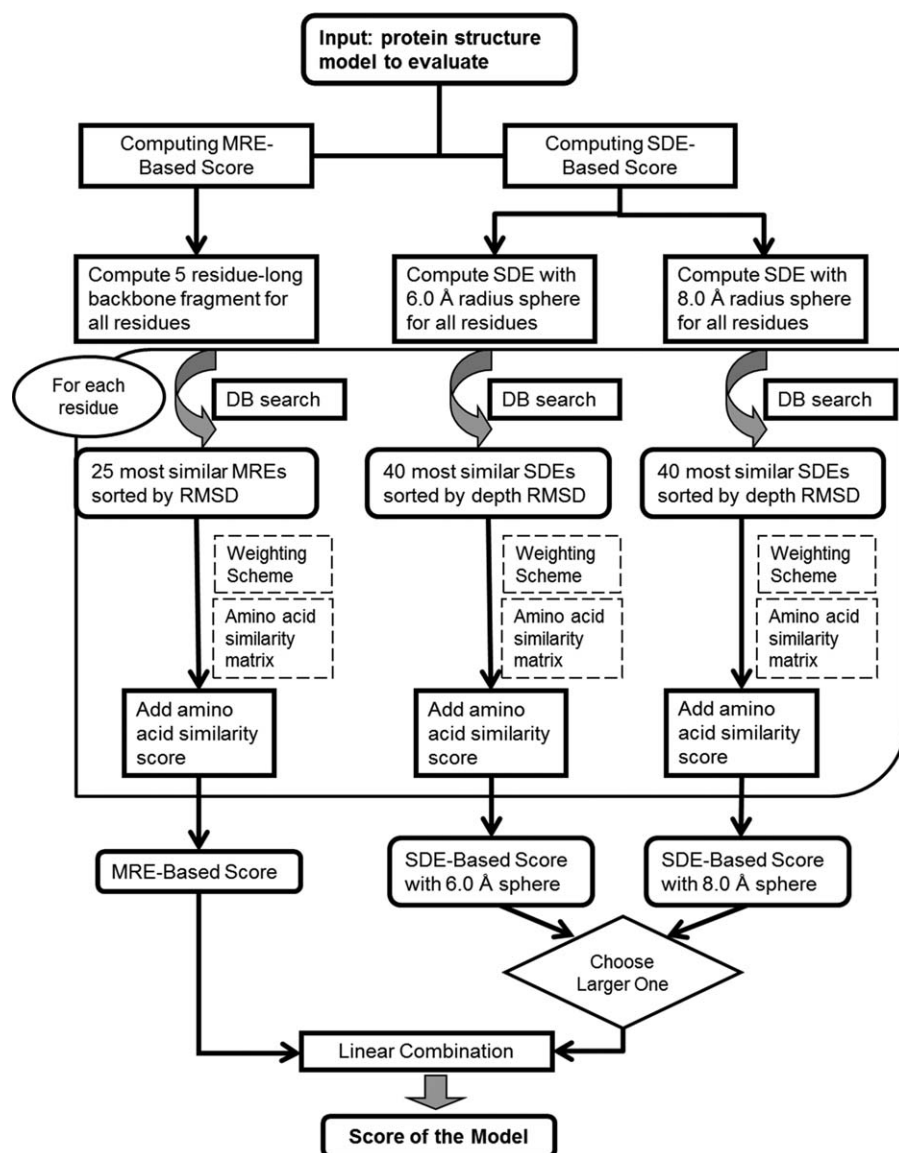 Input: protein structure
model to evaluate
Computing MRE-
Based Score
Computing SDE-
Based Score
Compute 5 residue-long
backbone fragment for
all residues
Compute SDE with
6.0 Å radius sphere
for all residues
Compute SDE with
8.0 Å radius sphere
for all residues
For each
residue
DB search
DB search
DB search
25 most similar MREs
sorted by RMSD
40 most similar SDEs
sorted by depth RMSD
40 most similar SDEs
sorted by depth RMSD
Weighting
Scheme
Weighting
Scheme
Weighting
Scheme
Amino acid
similarity
matrix
Amino acid
similarity
matrix
Amino acid
similarity
matrix
Add amino
acid similarity
score
Add amino
acid similarity
score
Add amino
acid similarity
score
MRE-Based Score
SDE-Based Score
with 6.0 Å sphere
SDE-Based Score
with 8.0 Å sphere
Choose
Larger One
Linear Combination
Score of the Model